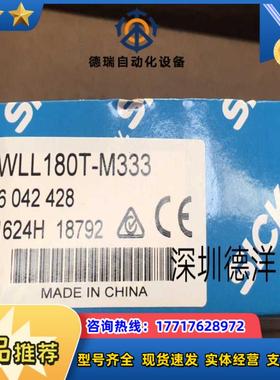 德瑞自动化设备
WLL180T-M333
6 042 428
624H 18792
SICK
深圳德洋
MADE IN CHINA
咨询热线：17717628972
品推荐
型号齐全 现货速发 实体经营